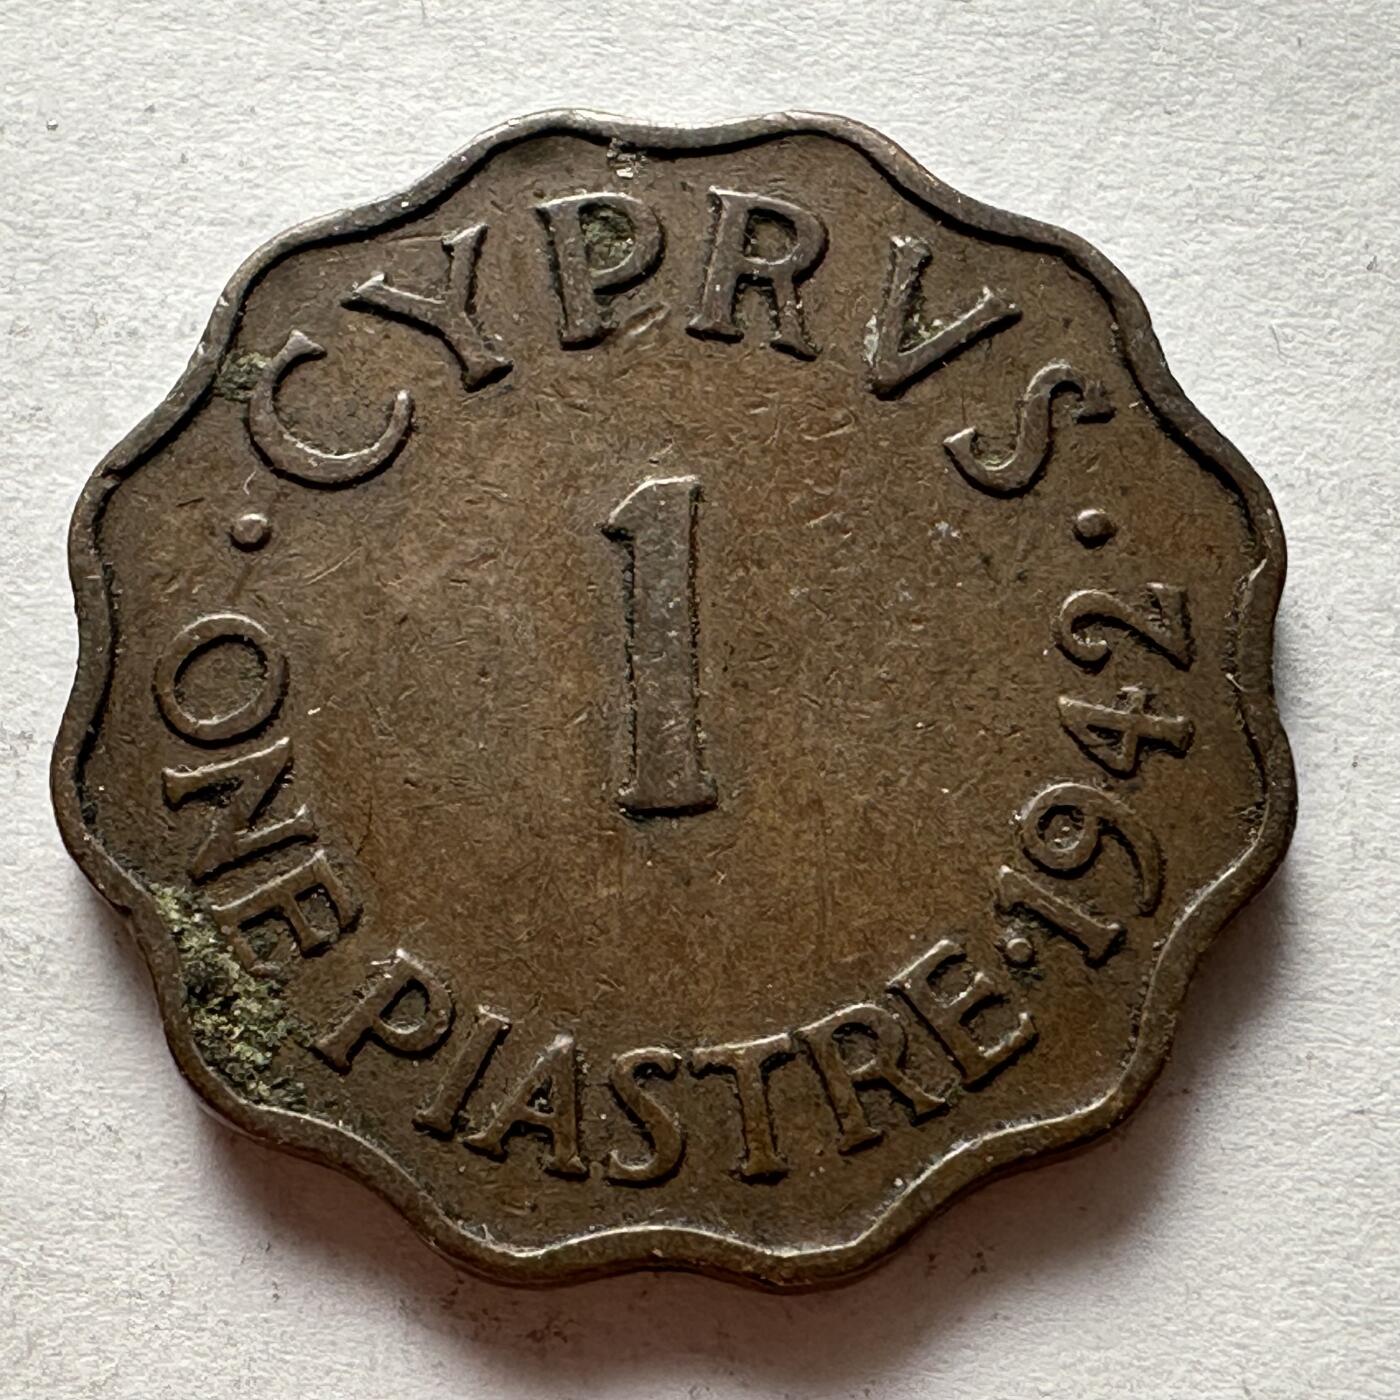 · CYPRVS ·
1
ONE PIASTRE·1942